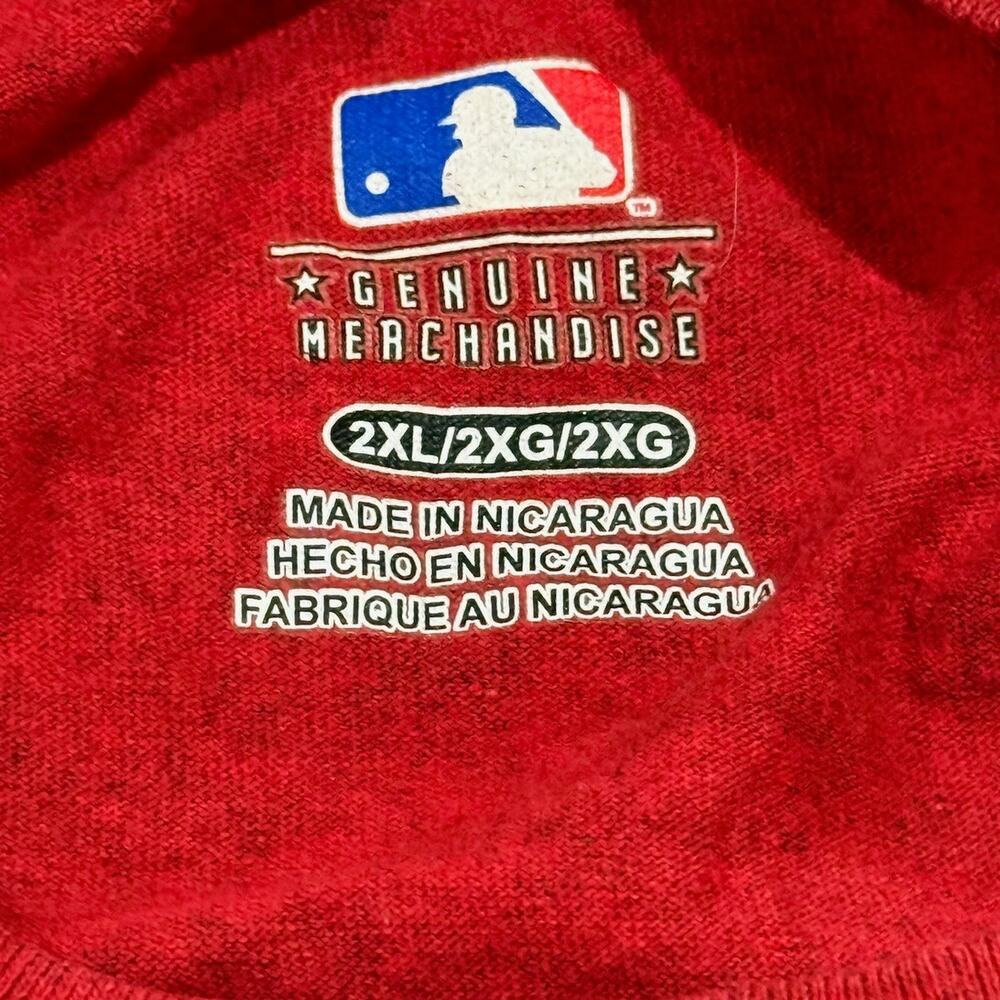 TM
★ GENUINE ★
MERCHANDISE
2XL/2XG/2XG
MADE IN NICARAGUA
HECHO EN NICARAGUA
FABRIQUE AU NICARAGUA